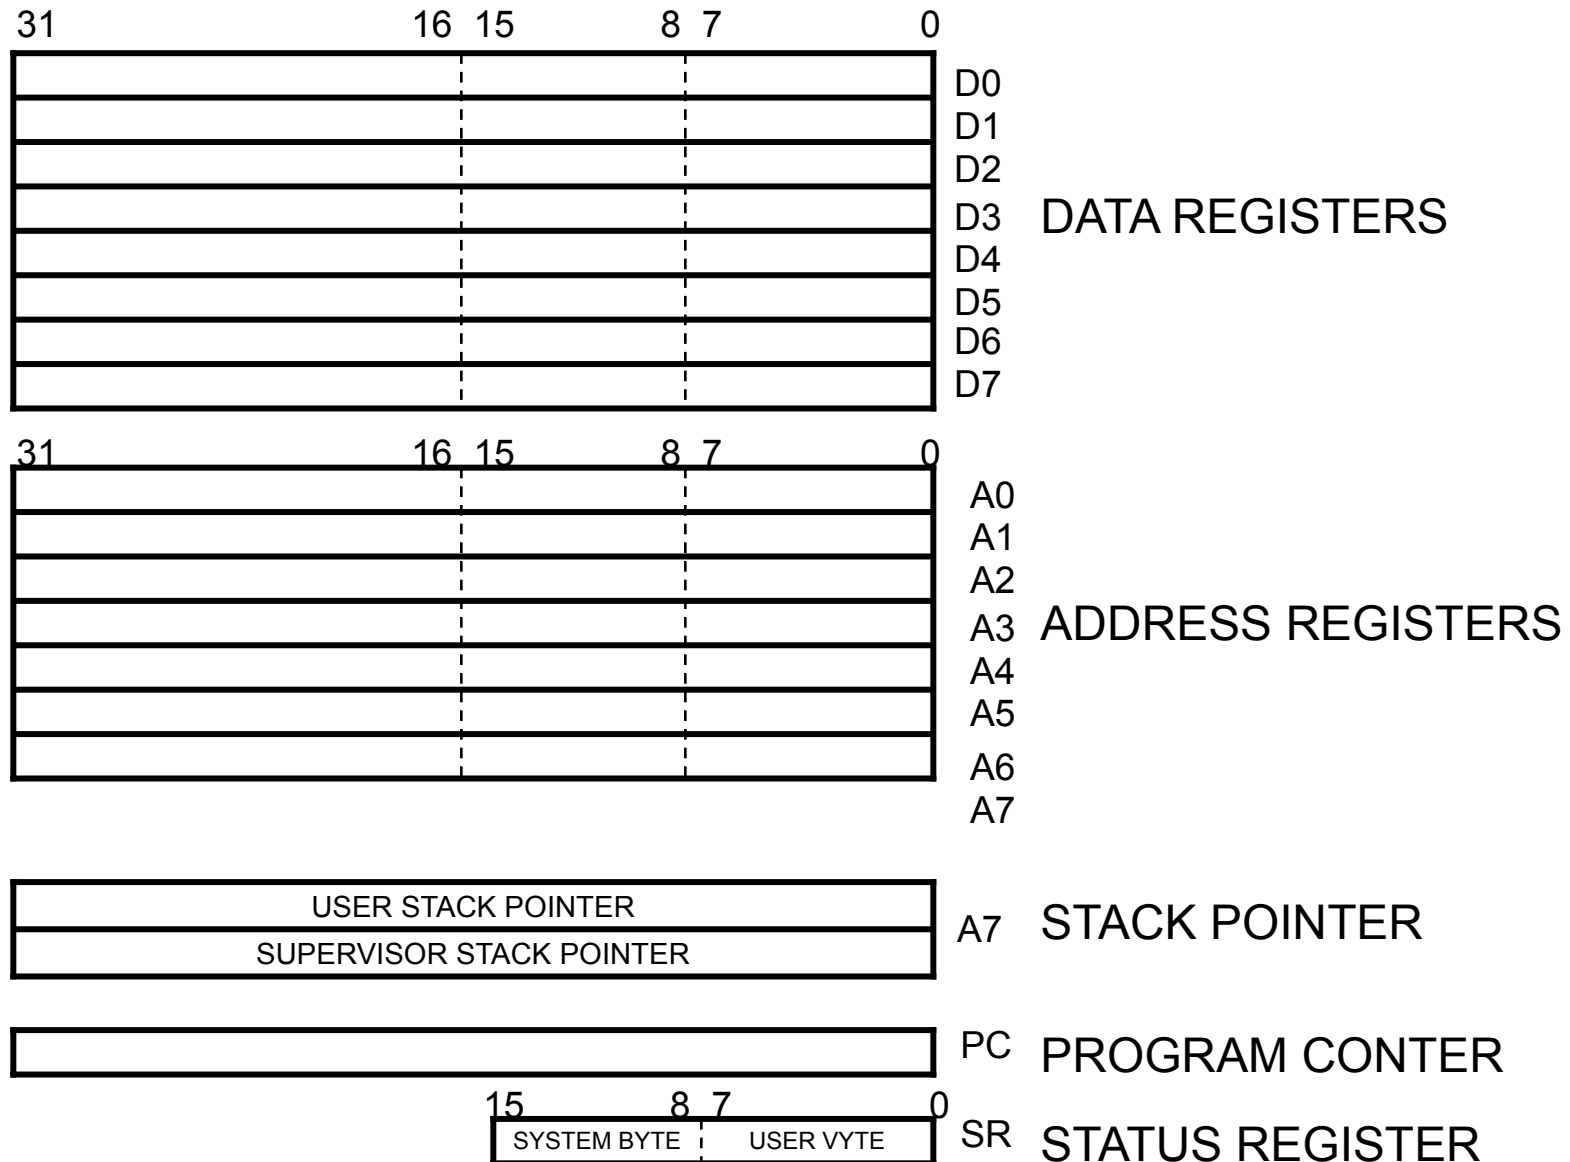 31 16 15 8 7 0
D0
D1
D2
D3 DATA REGISTERS
D4
D5
D6
D7
31 16 15 8 7 0
A0
A1
A2
A3 ADDRESS REGISTERS
A4
A5
A6
A7
USER STACK POINTER
A7 STACK POINTER
SUPERVISOR STACK POINTER
PC PROGRAM CONTER
15 8 7 0
SYSTEM BYTE USER VYTE SR STATUS REGISTER